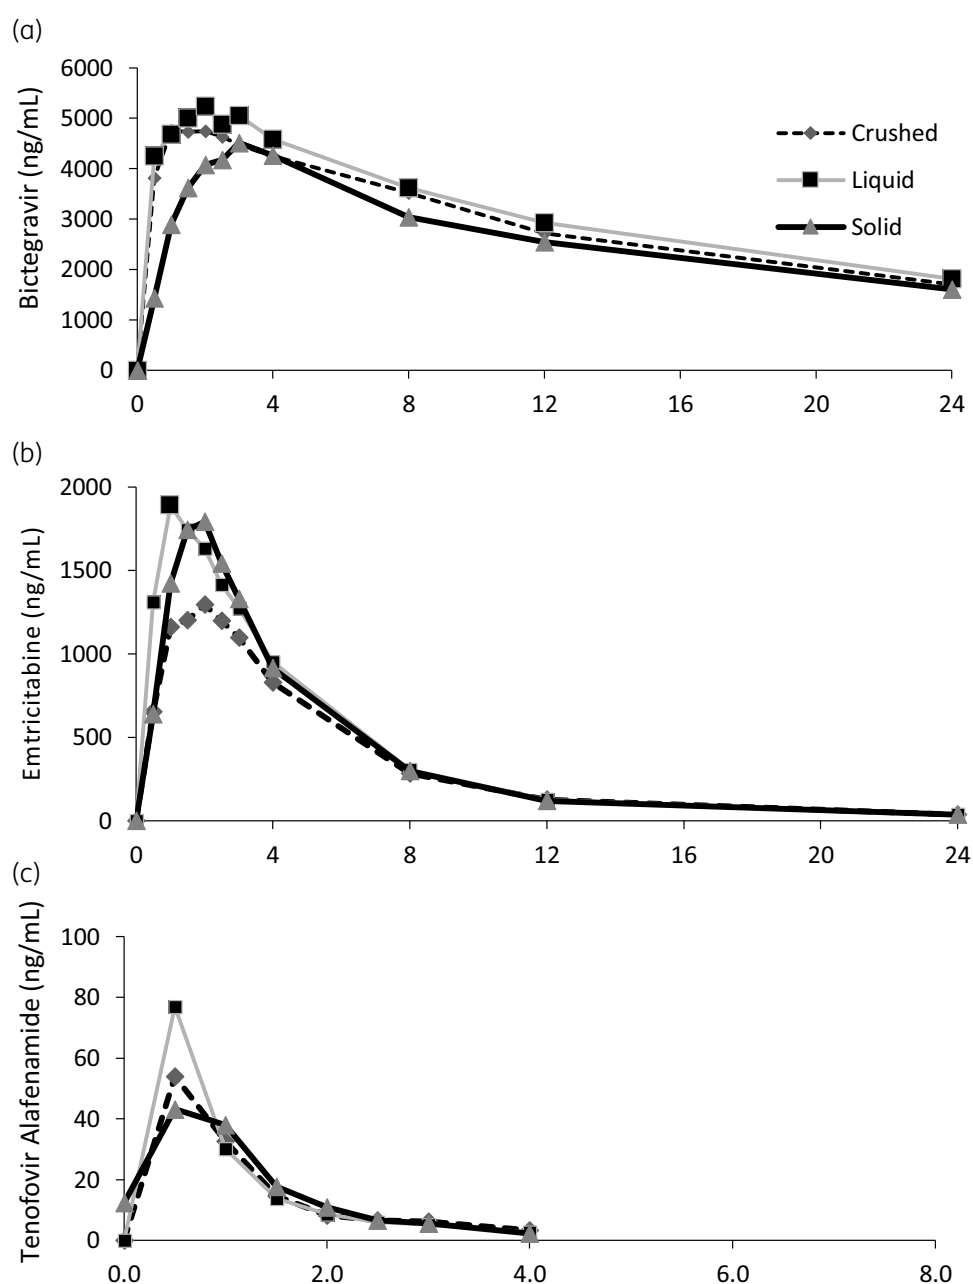 (a)
Bictegravir (ng/mL)
6000
5000
4000
3000
2000
1000
0
0 4 8 12 16 20 24
Crushed
Liquid
Solid
(b)
Emtricitabine (ng/mL)
2000
1500
1000
500
0
0 4 8 12 16 20 24
(c)
Tenofovir Alafenamide (ng/mL)
100
80
60
40
20
0
0.0 2.0 4.0 6.0 8.0